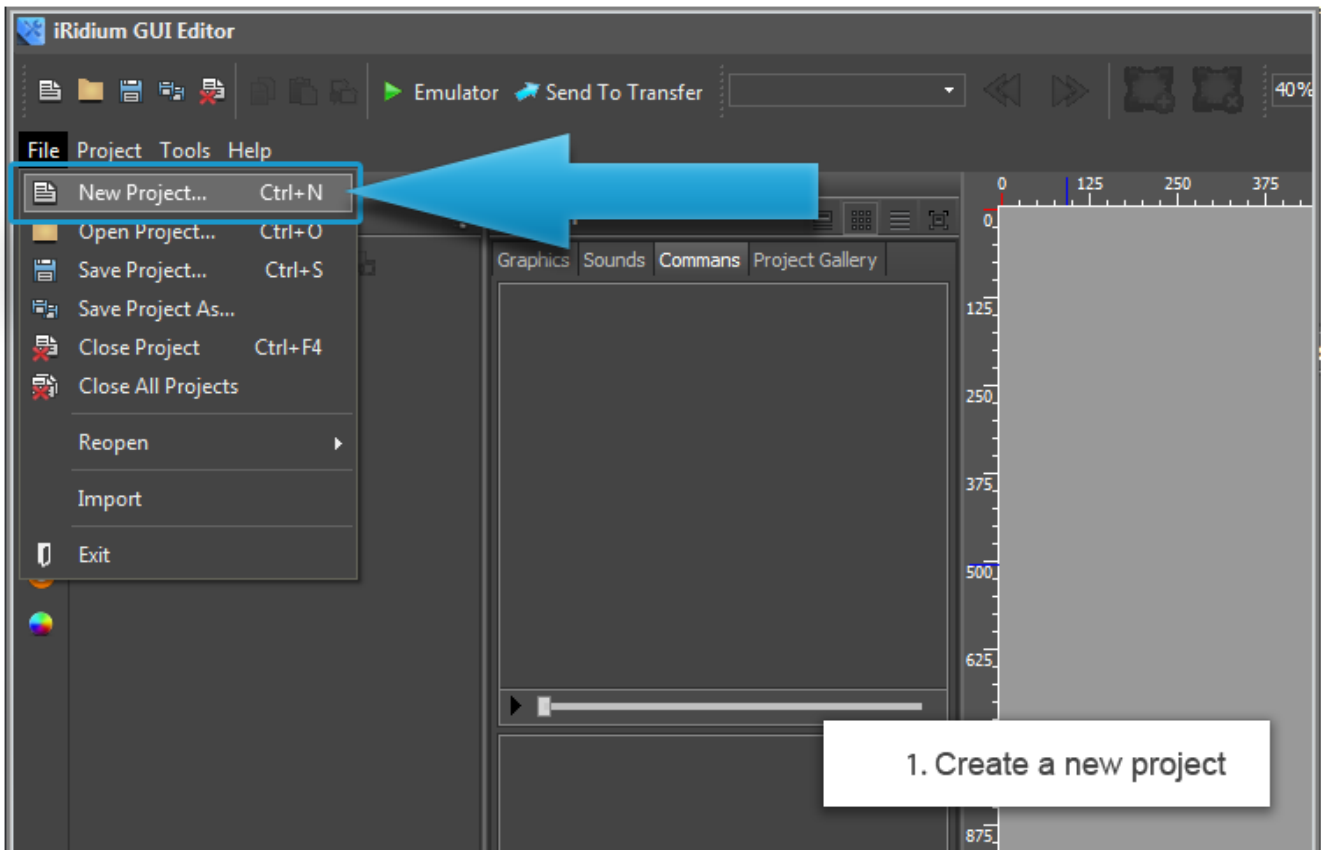 iRidium GUI Editor
Emulator Send To Transfer 40%
File Project Tools Help
New Project... Ctrl+N
Open Project... Ctrl+O
Save Project... Ctrl+S
Save Project As...
Close Project Ctrl+F4
Close All Projects
Reopen
Import
Exit
Graphics Sounds Commans Project Gallery
0 125 250 375
0
125
250
375
500
625
875
1. Create a new project